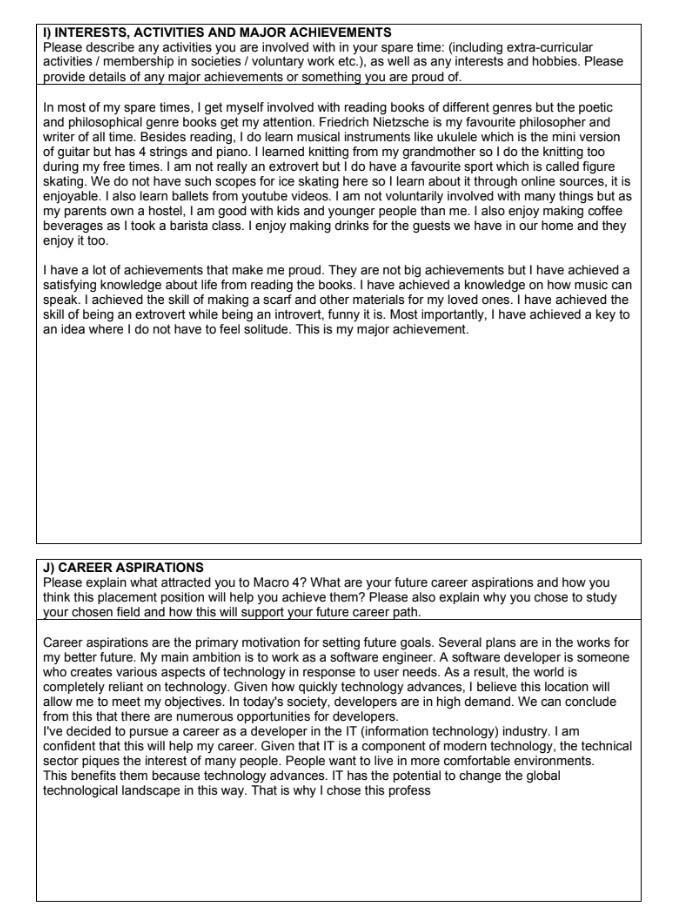 I) INTERESTS, ACTIVITIES AND MAJOR ACHIEVEMENTS
Please describe any activities you are involved with in your spare time: (including extra-curricular
activities / membership in societies / voluntary work etc.), as well as any interests and hobbies. Please
provide details of any major achievements or something you are proud of.
In most of my spare times, I get myself involved with reading books of different genres but the poetic
and philosophical genre books get my attention. Friedrich Nietzsche is my favourite philosopher and
writer of all time. Besides reading, I do learn musical instruments like ukulele which is the mini version
of guitar but has 4 strings and piano. I learned knitting from my grandmother so I do the knitting too
during my free times. I am not really an extrovert but I do have a favourite sport which is called figure
skating. We do not have such scopes for ice skating here so I learn about it through online sources, it is
enjoyable. I also learn ballets from youtube videos. I am not voluntarily involved with many things but as
my parents own a hostel, I am good with kids and younger people than me. I also enjoy making coffee
beverages as I took a barista class. I enjoy making drinks for the guests we have in our home and they
enjoy it too.
I have a lot of achievements that make me proud. They are not big achievements but I have achieved a
satisfying knowledge about life from reading the books. I have achieved a knowledge on how music can
speak. I achieved the skill of making a scarf and other materials for my loved ones. I have achieved the
skill of being an extrovert while being an introvert, funny it is. Most importantly, I have achieved a key to
an idea where I do not have to feel solitude. This is my major achievement.
J) CAREER ASPIRATIONS
Please explain what attracted you to Macro 4? What are your future career aspirations and how you
think this placement position will help you achieve them? Please also explain why you chose to study
your chosen field and how this will support your future career path.
Career aspirations are the primary motivation for setting future goals. Several plans are in the works for
my better future. My main ambition is to work as a software engineer. A software developer is someone
who creates various aspects of technology in response to user needs. As a result, the world is
completely reliant on technology. Given how quickly technology advances, I believe this location will
allow me to meet my objectives. In today's society, developers are in high demand. We can conclude
from this that there are numerous opportunities for developers.
I've decided to pursue a career as a developer in the IT (information technology) industry. I am
confident that this will help my career. Given that IT is a component of modern technology, the technical
sector piques the interest of many people. People want to live in more comfortable environments.
This benefits them because technology advances. IT has the potential to change the global
technological landscape in this way. That is why I chose this profess